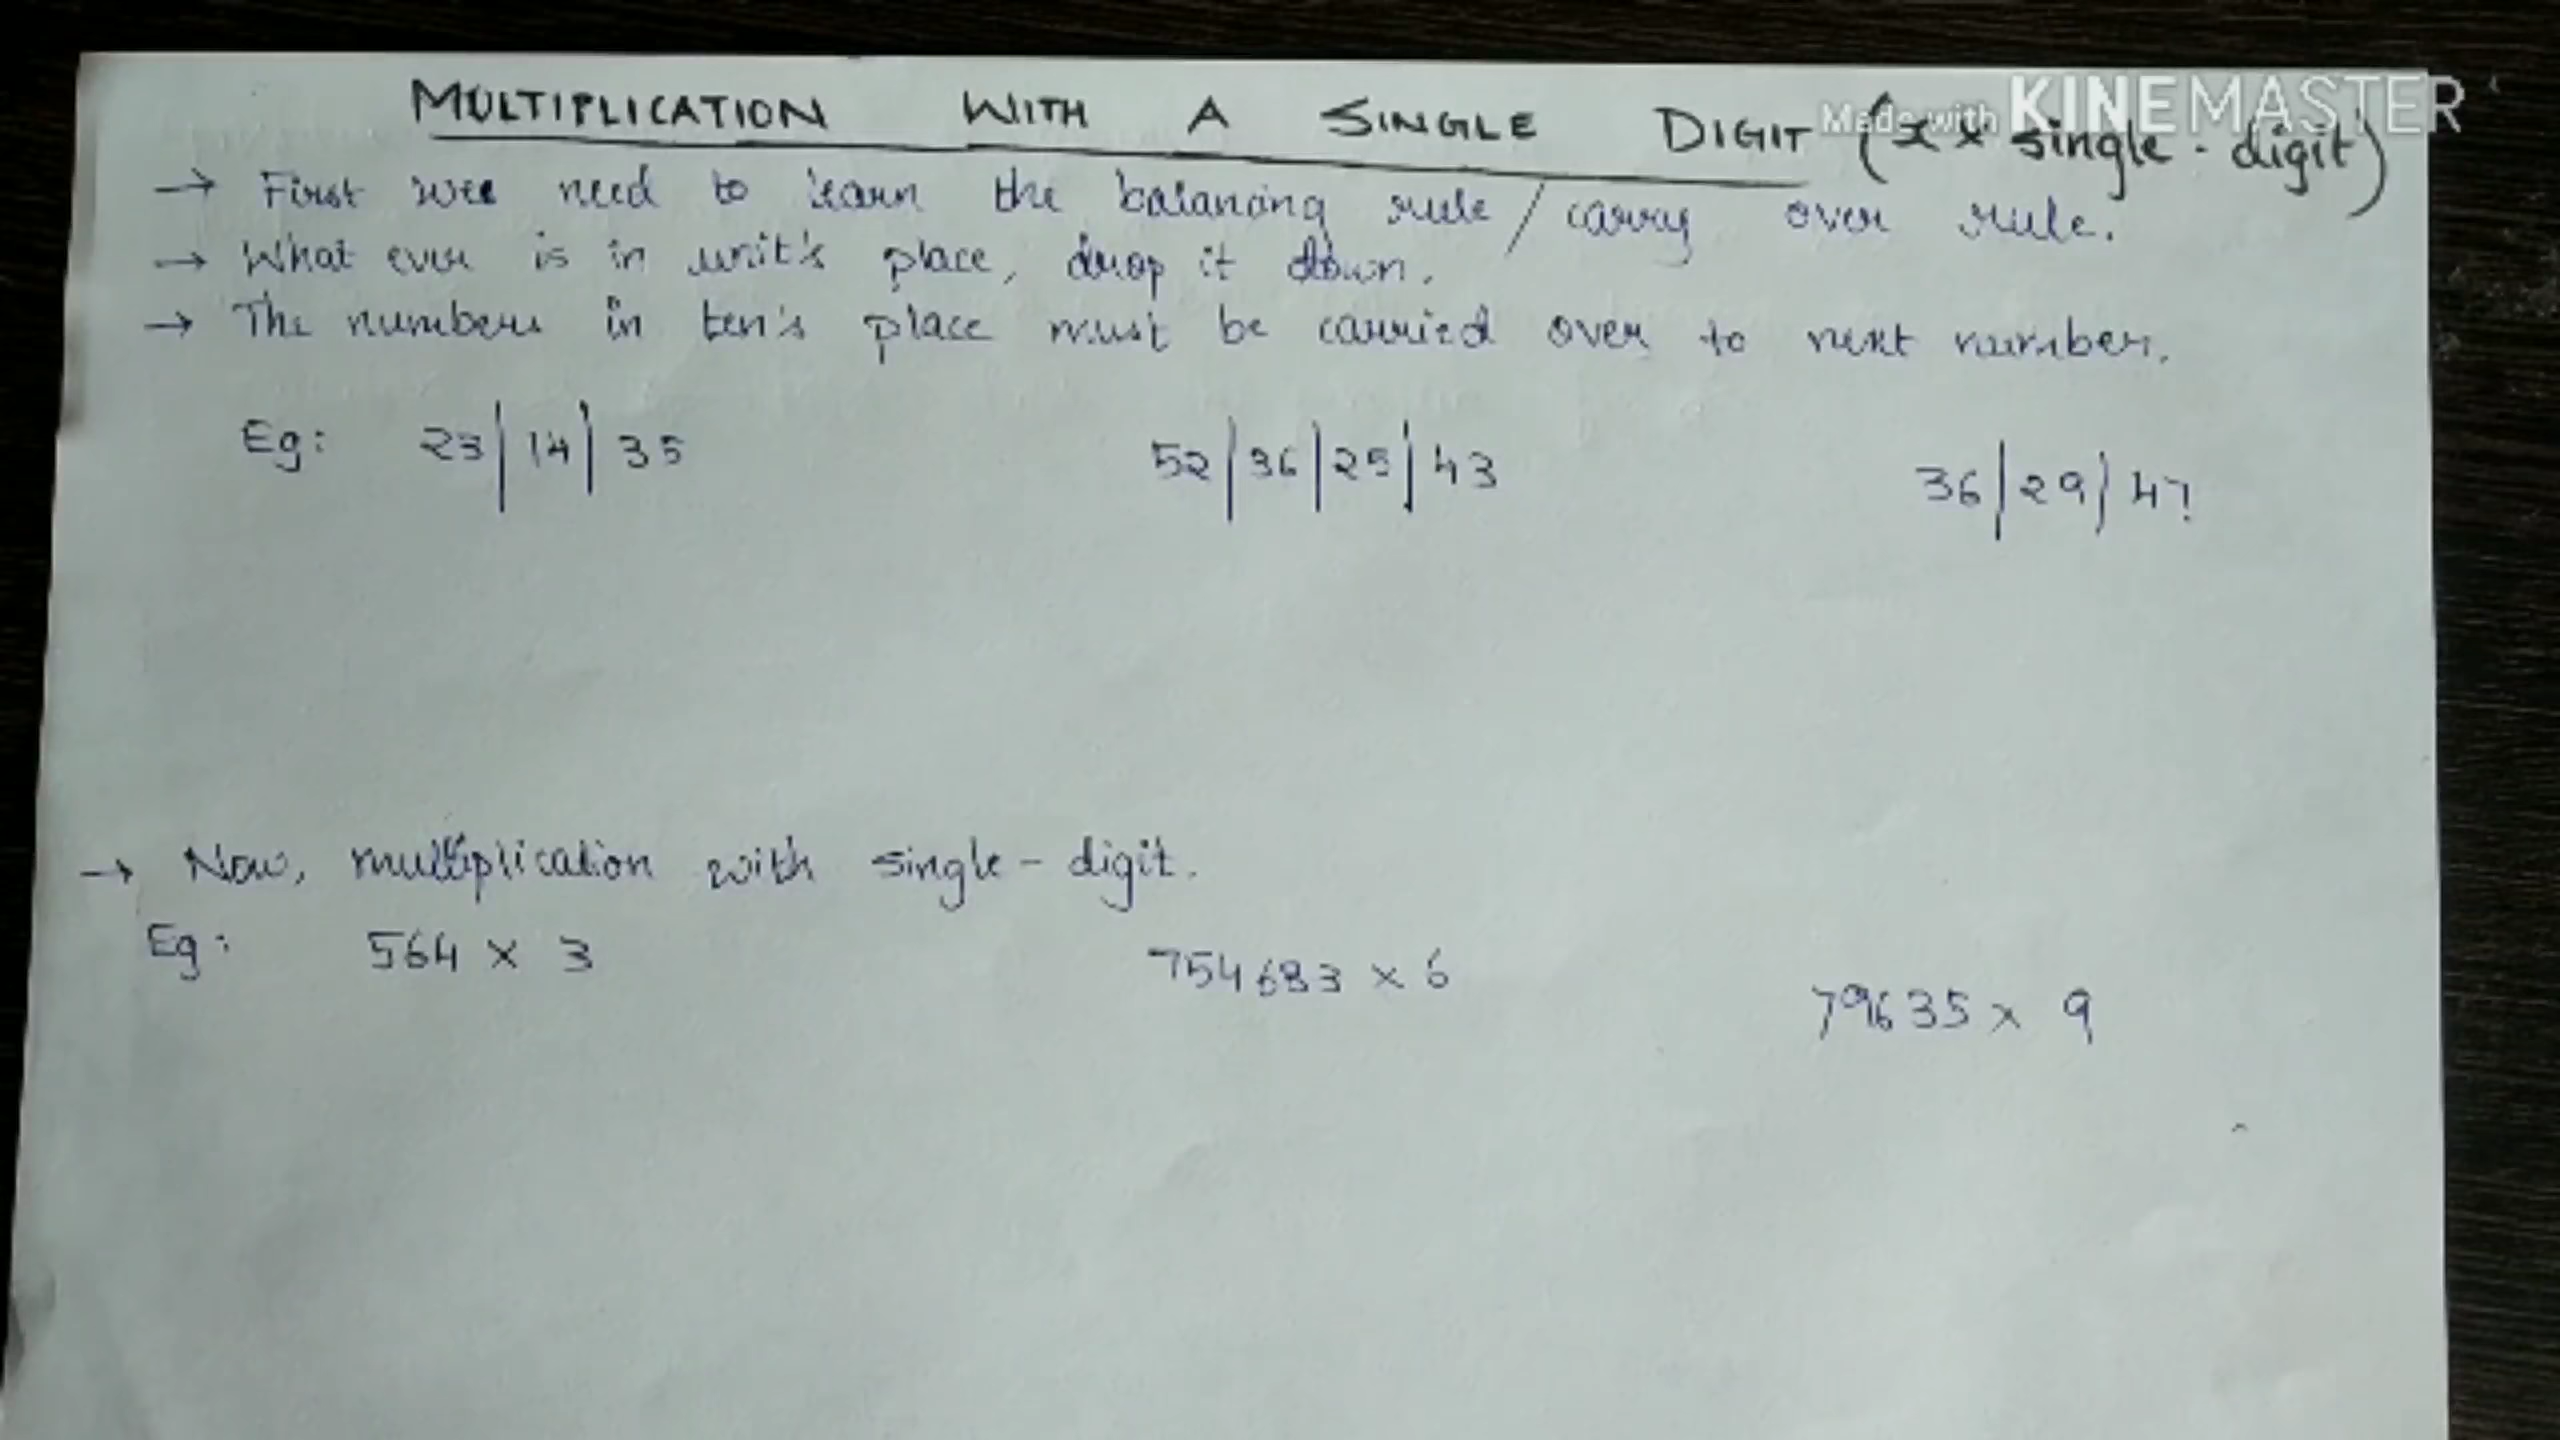 MULTIPLICATION WITH A SINGLE DIGIT (x × single-digit)
Made with KINEMASTER
→ First we need to learn the balancing rule / carry over rule.
→ What ever is in unit's place, drop it down.
→ The numbers in ten's place must be carried over to next number.
Eg: 23|14|35 52|36|25|43 36|29|47
→ Now, multiplication with single-digit.
Eg: 564 × 3 754683 × 6 79635 × 9